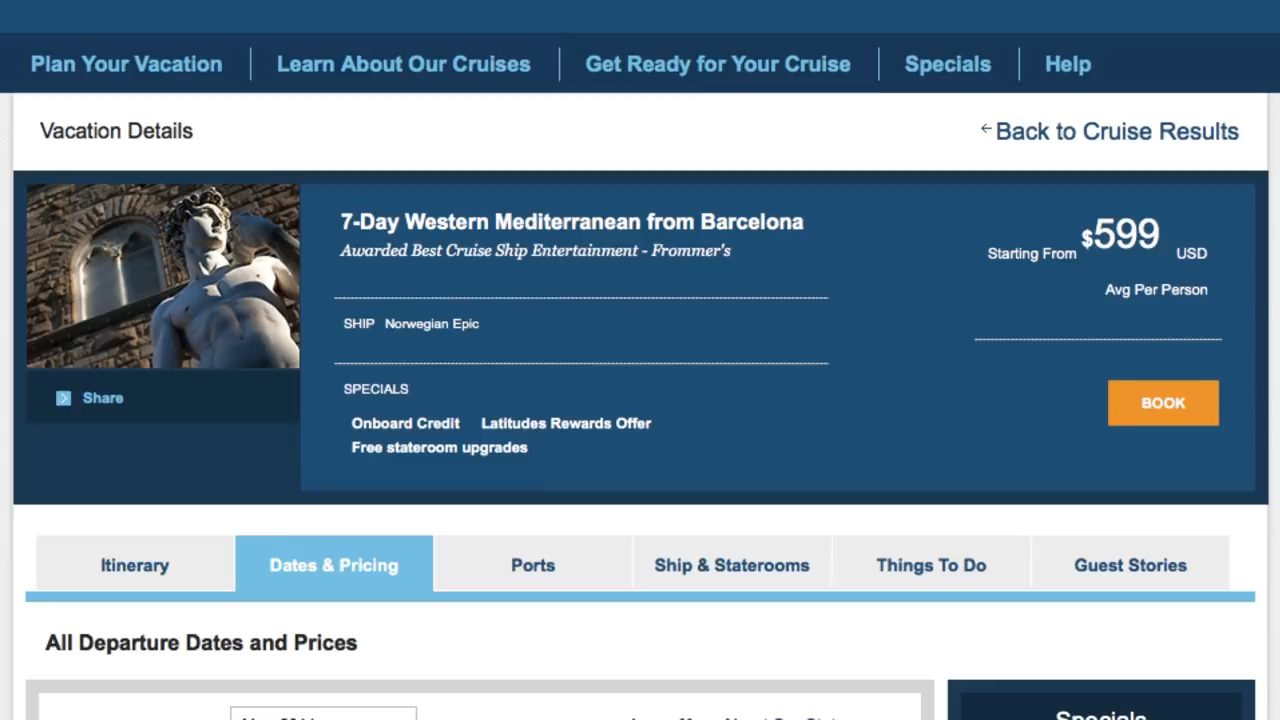 Plan Your Vacation Learn About Our Cruises Get Ready for Your Cruise Specials Help
Vacation Details
←Back to Cruise Results
7-Day Western Mediterranean from Barcelona
Awarded Best Cruise Ship Entertainment - Frommer's
Starting From $599 USD
Avg Per Person
SHIP Norwegian Epic
SPECIALS
Share
BOOK
Onboard Credit Latitudes Rewards Offer
Free stateroom upgrades
Itinerary Dates & Pricing Ports Ship & Staterooms Things To Do Guest Stories
All Departure Dates and Prices
Specials